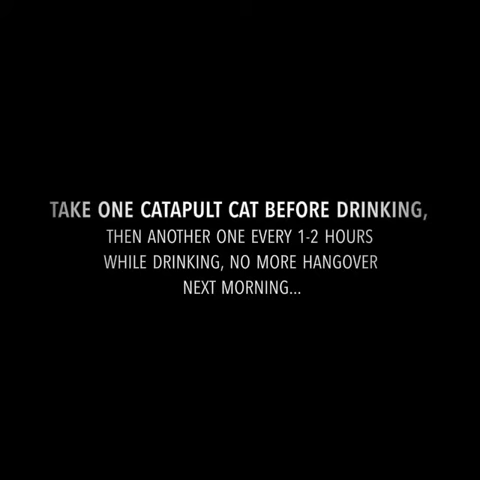 TAKE ONE CATAPULT CAT BEFORE DRINKING,
THEN ANOTHER ONE EVERY 1-2 HOURS
WHILE DRINKING, NO MORE HANGOVER
NEXT MORNING...